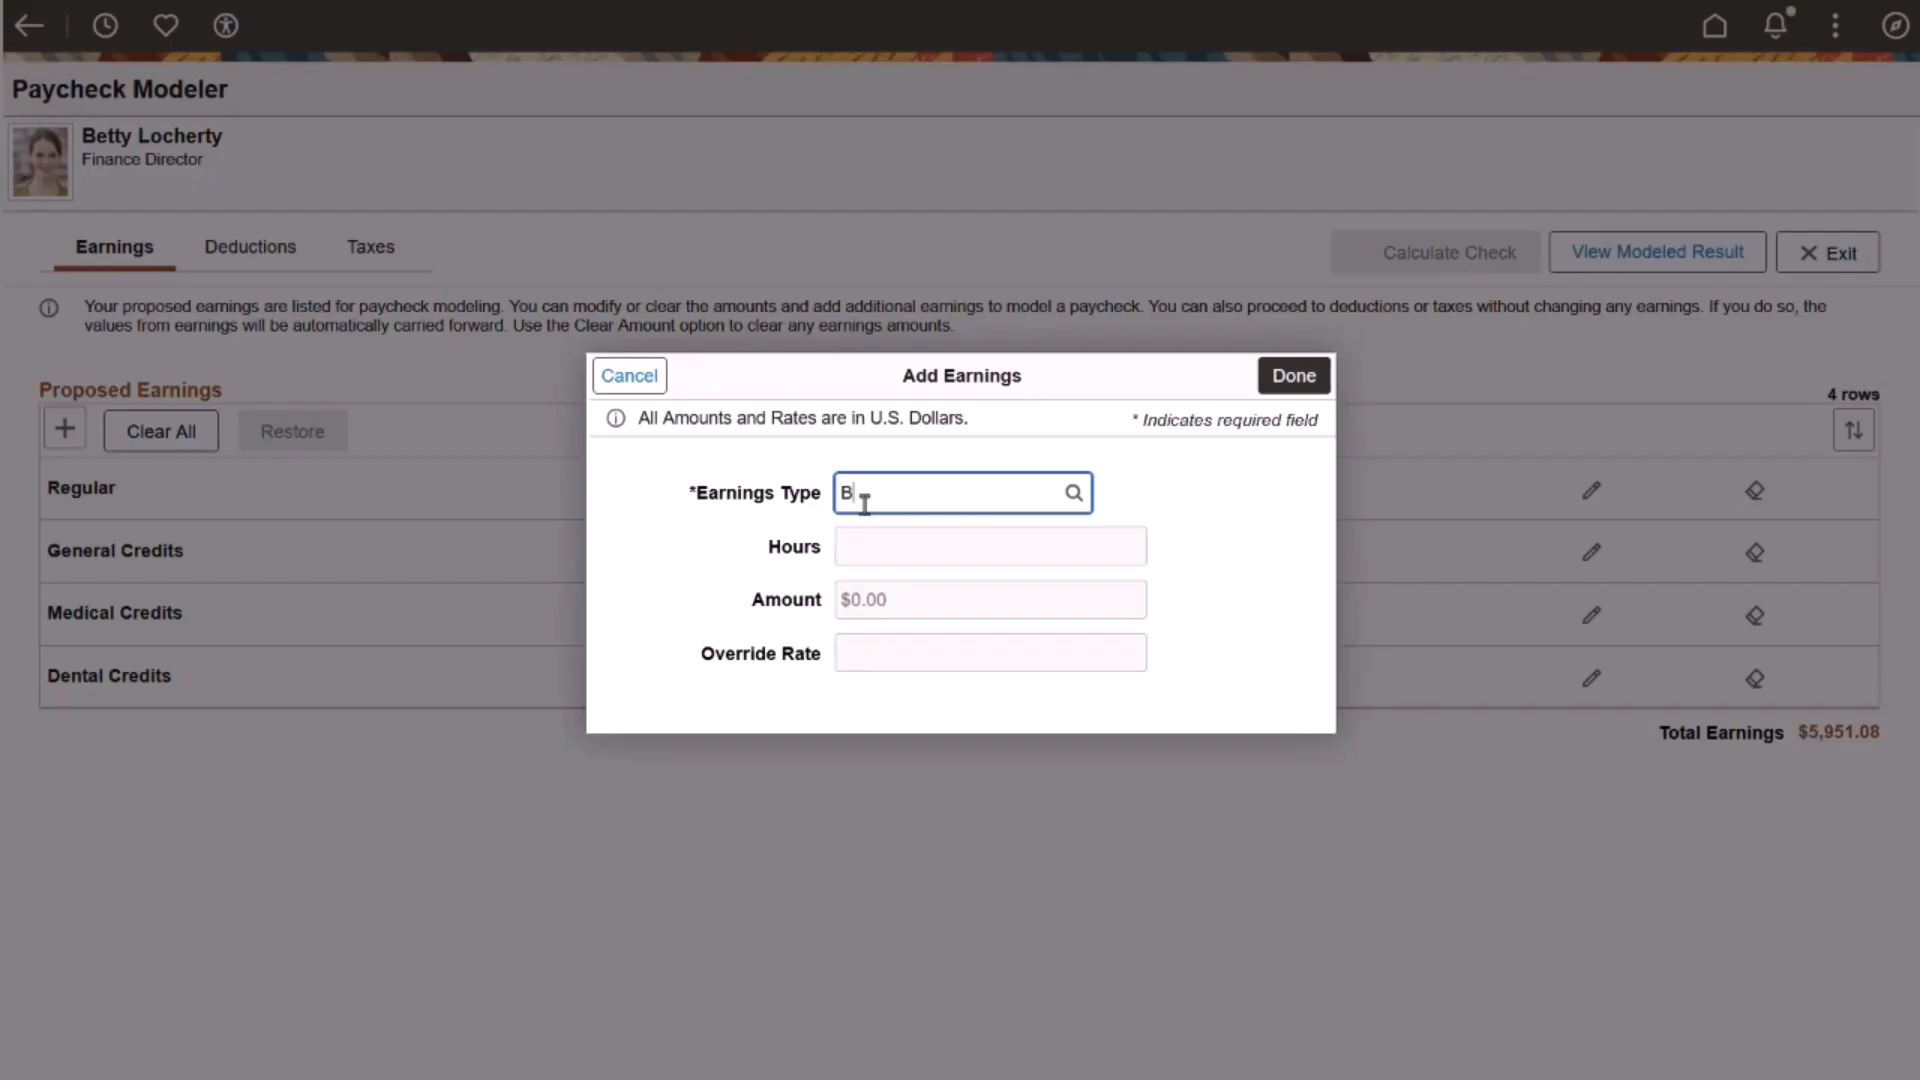 Paycheck Modeler
Betty Locherty
Finance Director
Earnings
Deductions
Taxes
Calculate Check
View Modeled Result
Exit
Your proposed earnings are listed for paycheck modeling. You can modify or clear the amounts and add additional earnings to model a paycheck. You can also proceed to deductions or taxes without changing any earnings. If you do so, the
values from earnings will be automatically carried forward. Use the Clear Amount option to clear any earnings amounts.
Proposed Earnings
4 rows
Clear All
Restore
Regular
General Credits
Medical Credits
Dental Credits
Total Earnings $5,951.08
Cancel
Add Earnings
Done
All Amounts and Rates are in U.S. Dollars.
* Indicates required field
*Earnings Type B
Hours
Amount $0.00
Override Rate